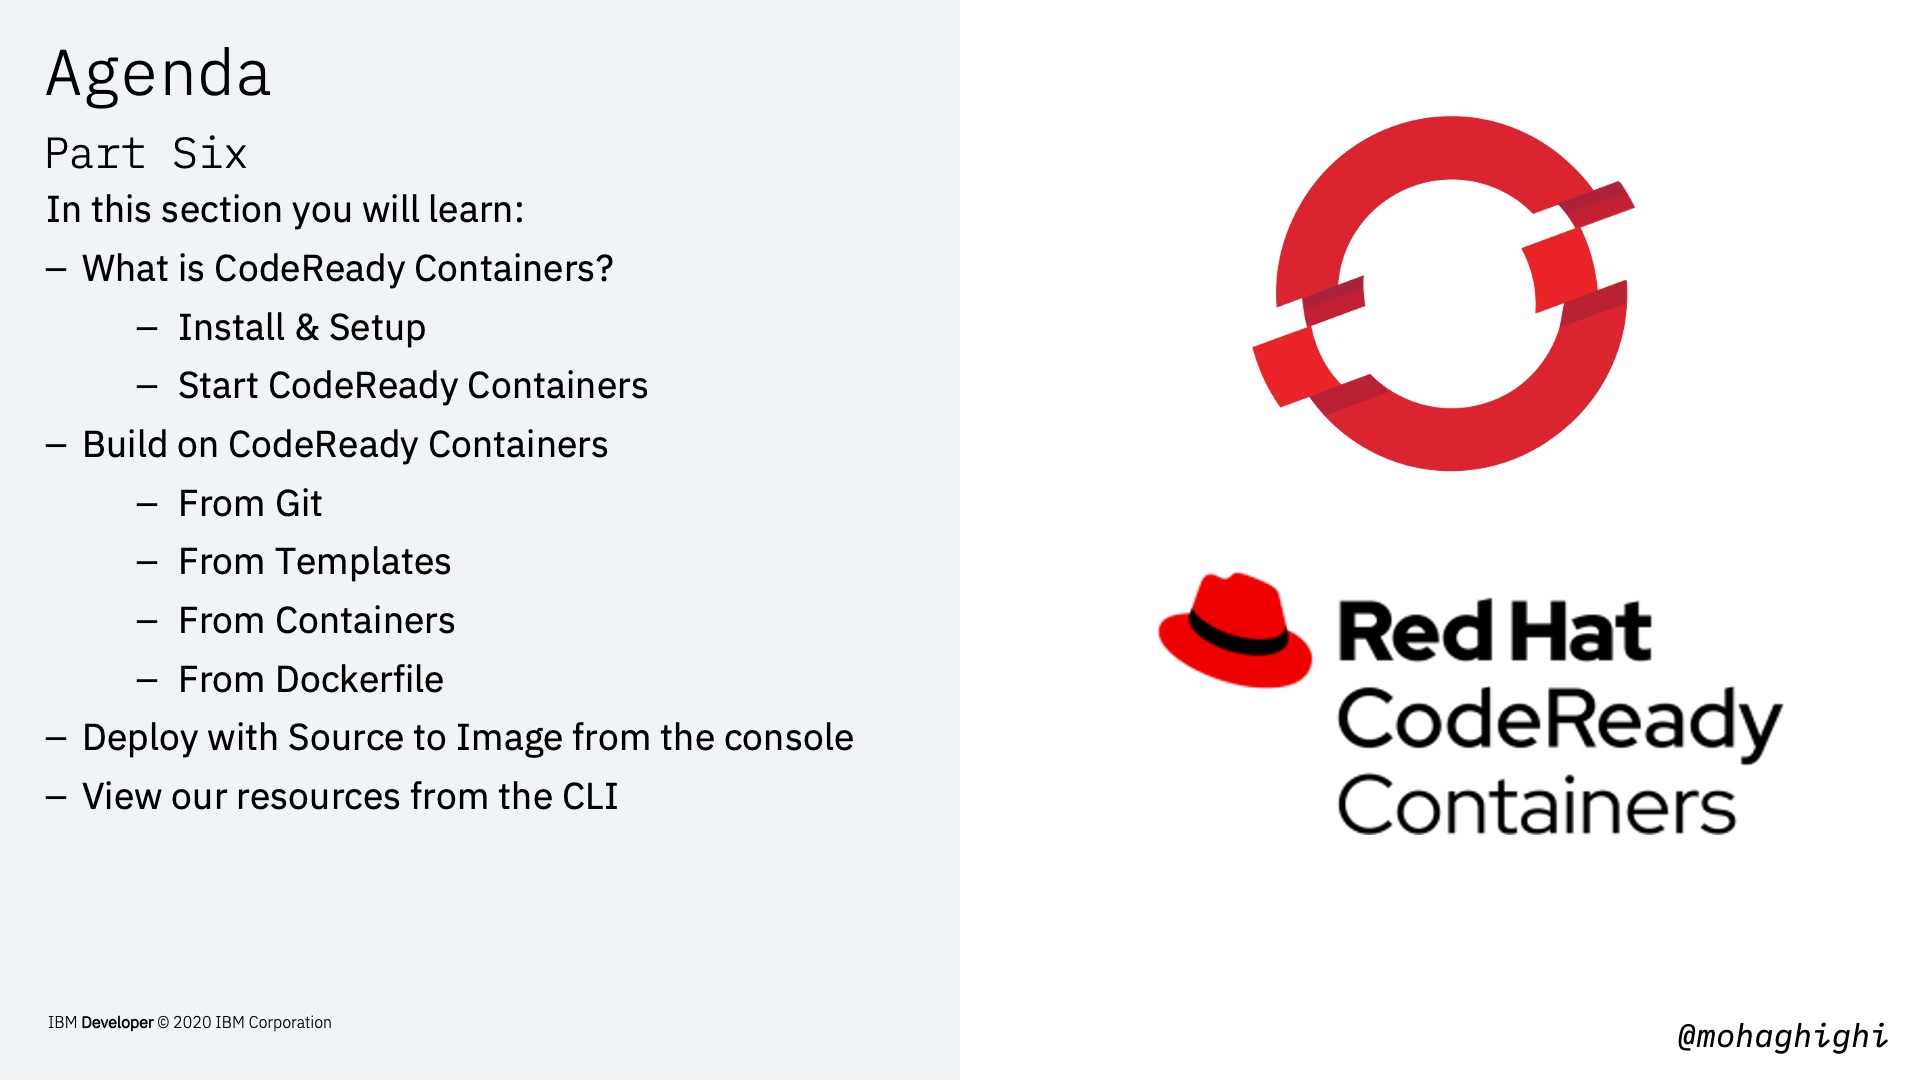 Agenda
Part Six
In this section you will learn:
– What is CodeReady Containers?
– Install & Setup
– Start CodeReady Containers
– Build on CodeReady Containers
– From Git
– From Templates
– From Containers
– From Dockerfile
– Deploy with Source to Image from the console
– View our resources from the CLI
Red Hat
CodeReady
Containers
IBM Developer © 2020 IBM Corporation
@mohaghighi